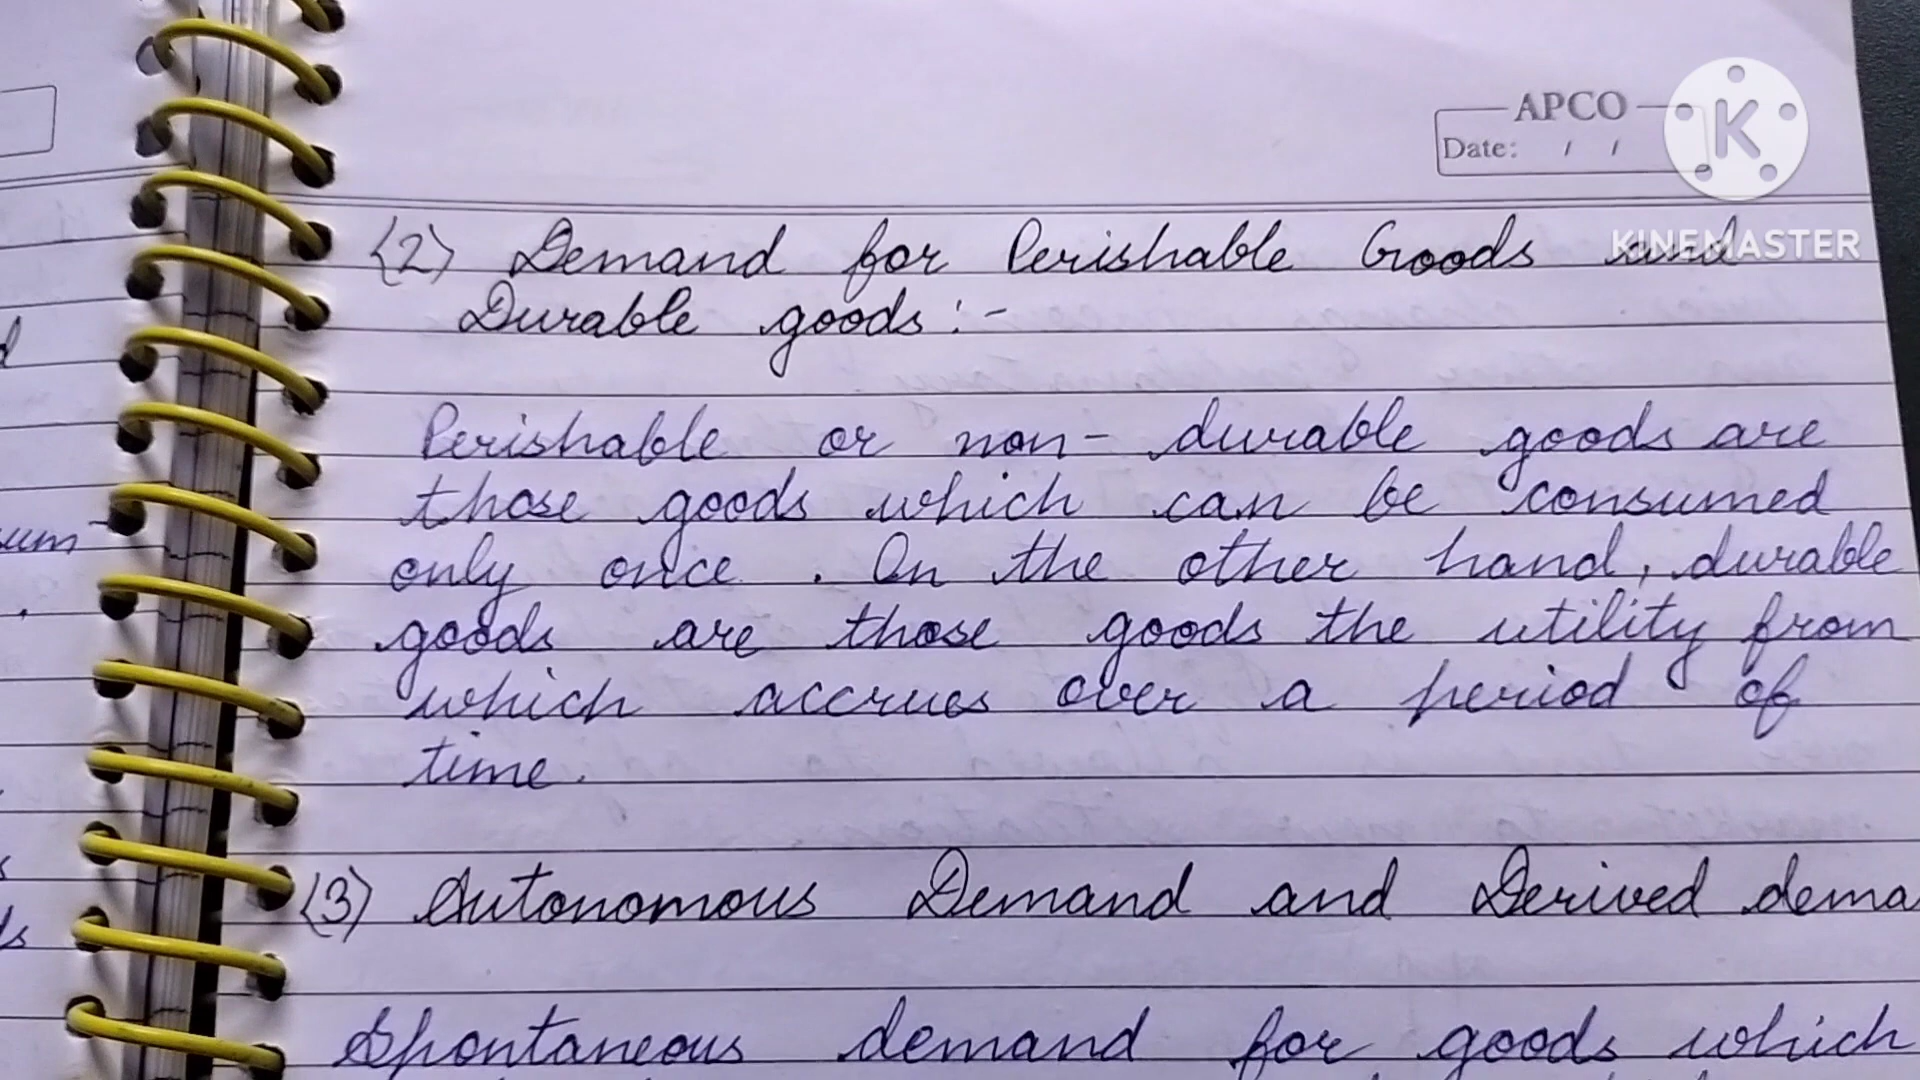 APCO
Date: / /
K
KINEMASTER
(2) Demand for Perishable Goods and
Durable goods :-
Perishable or non- durable goods are
those goods which can be consumed
only once. On the other hand, durable
goods are those goods the utility from
which accrues over a period of
time.
(3) Autonomous Demand and Derived dema
Spontaneous demand for goods which
sum